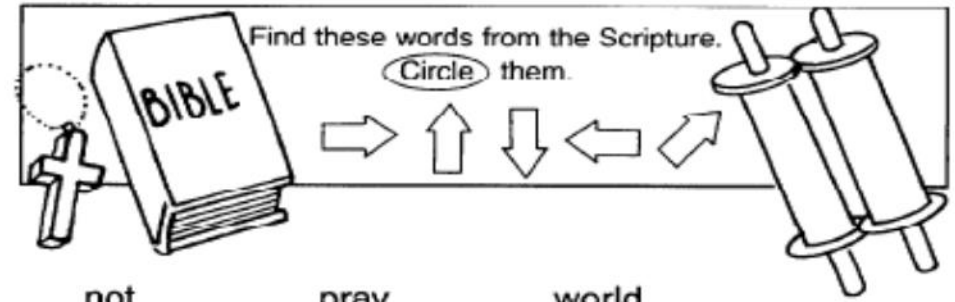 Find these words from the Scripture.
Circle them.
BIBLE
not pray world